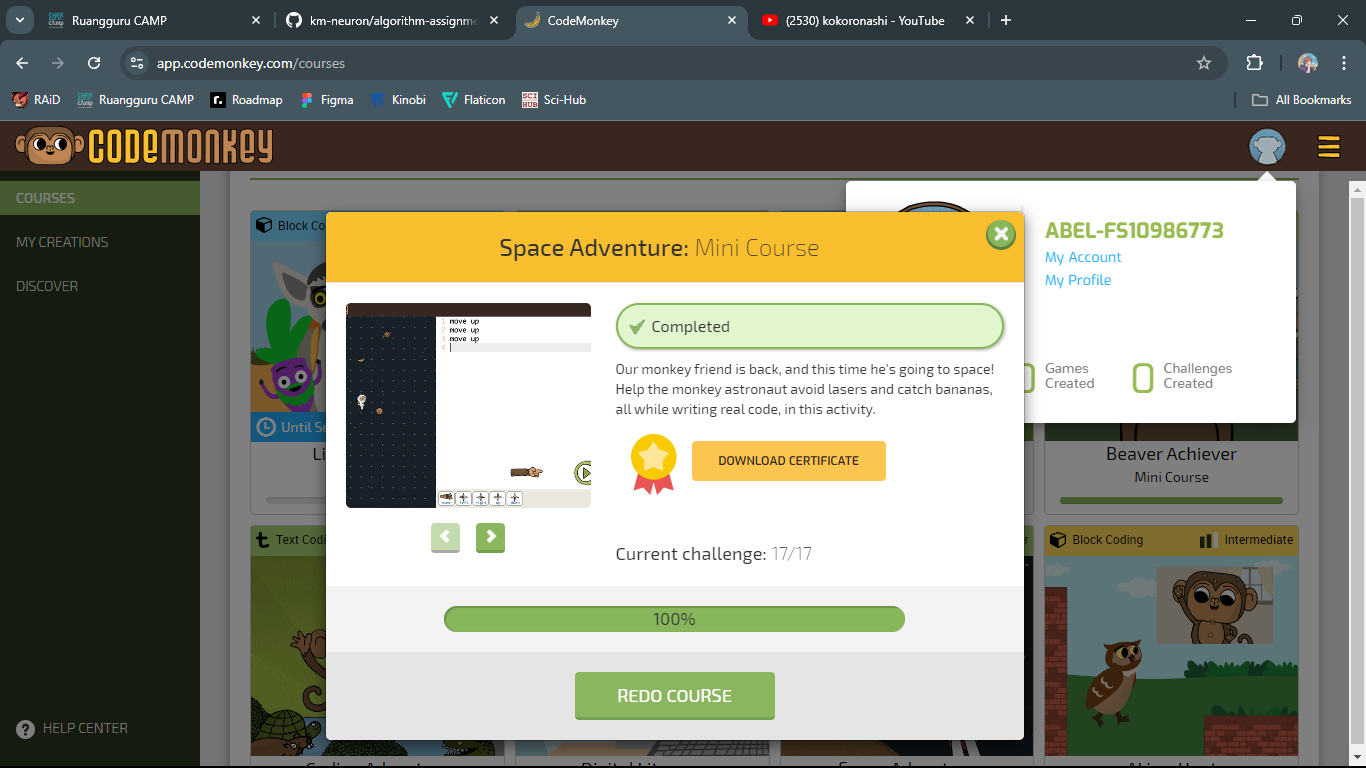 Ruangguru CAMP
km-neuron/algorithm-assignme
CodeMonkey
(2530) kokoronashi - YouTube
app.codemonkey.com/courses
RAiD
Ruangguru CAMP
Roadmap
Figma
Kinobi
Flaticon
SCI HUB
Sci-Hub
All Bookmarks
CODEMONKEY
COURSES
MY CREATIONS
DISCOVER
HELP CENTER
ABEL-FS10986773
My Account
My Profile
Games
Created
0
Challenges
Created
Block Co
Until Se
Li
Beaver Achiever
Mini Course
Text Codi
Block Coding
Intermediate
Space Adventure: Mini Course
1 move up
2 move up
3 move up
4
Completed
Our monkey friend is back, and this time he's going to space!
Help the monkey astronaut avoid lasers and catch bananas,
all while writing real code, in this activity.
DOWNLOAD CERTIFICATE
Current challenge: 17/17
100%
REDO COURSE